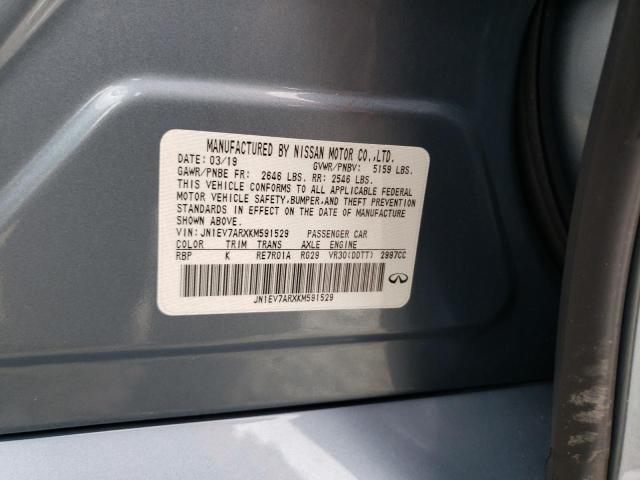 MANUFACTURED BY NISSAN MOTOR CO.,LTD.
DATE: 03/19 GVWR/PNBV: 5159 LBS.
GAWR/PNBE FR: 2646 LBS. RR: 2546 LBS.
THIS VEHICLE CONFORMS TO ALL APPLICABLE FEDERAL
MOTOR VEHICLE SAFETY,BUMPER,AND THEFT PREVENTION
STANDARDS IN EFFECT ON THE DATE OF MANUFACTURE
SHOWN ABOVE.
VIN: JN1EV7ARXKM591529 PASSENGER CAR
COLOR TRIM TRANS AXLE ENGINE
RBP K RE7R01A RG29 VR30(DDTT) 2997CC
JN1EV7ARXKM591529